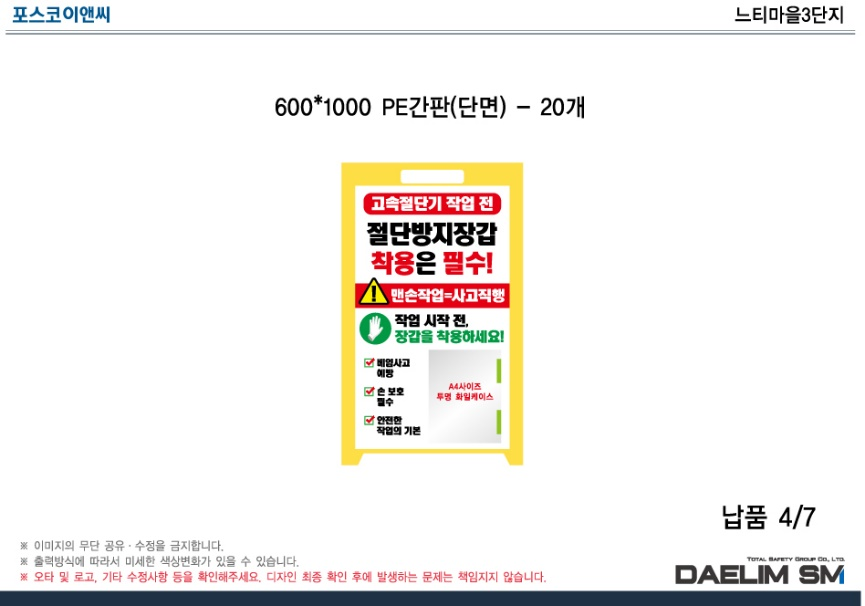 포스코이앤씨
느티마을3단지
600*1000 PE간판(단면) - 20개
고속절단기 작업 전
절단방지장갑
착용은 필수!
맨손작업=사고직행
작업 시작 전,
장갑을 착용하세요!
베임사고
예방
손 보호
필수
안전한
작업의 기본
A4사이즈
투명 화일케이스
납품 4/7
※ 이미지의 무단 공유·수정을 금지합니다.
※ 출력방식에 따라서 미세한 색상변화가 있을 수 있습니다.
※ 오타 및 로고, 기타 수정사항 등을 확인해주세요. 디자인 최종 확인 후에 발생하는 문제는 책임지지 않습니다.
TOTAL SAFETY GROUP CO., LTD.
DAELIM SM